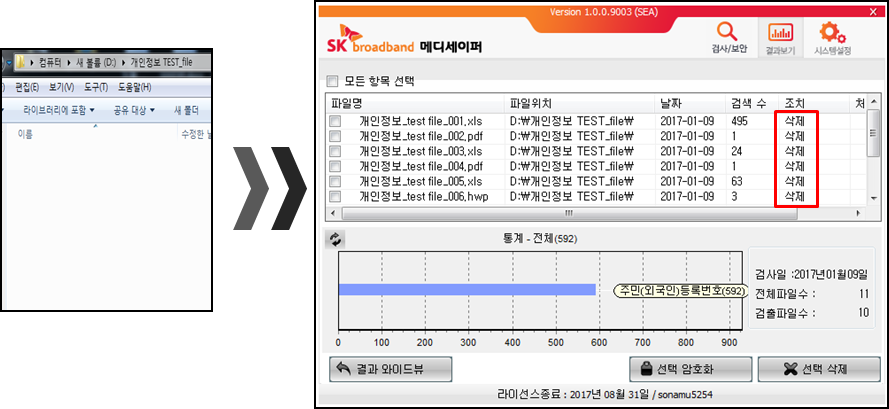 컴퓨터 ▸ 새 볼륨 (D:) ▸ 개인정보 TEST_file
편집(E) 보기(V) 도구(T) 도움말(H)
라이브러리에 포함 ▾ 공유 대상 ▾ 새 폴더
이름 수정한 날
Version 1.0.0.9003 (SEA)
SK broadband 메디세이퍼
검사/보안 결과보기 시스템설정
모든 항목 선택
파일명 파일위치 날짜 검색 수 조치 처
개인정보_test file_001.xls D:₩개인정보 TEST_file₩ 2017-01-09 495 삭제
개인정보_test file_002.pdf D:₩개인정보 TEST_file₩ 2017-01-09 1 삭제
개인정보_test file_003.xls D:₩개인정보 TEST_file₩ 2017-01-09 24 삭제
개인정보_test file_004.pdf D:₩개인정보 TEST_file₩ 2017-01-09 1 삭제
개인정보_test file_005.xls D:₩개인정보 TEST_file₩ 2017-01-09 63 삭제
개인정보_test file_006.hwp D:₩개인정보 TEST_file₩ 2017-01-09 3 삭제
통계 - 전체(592)
주민(외국인)등록번호(592)
0 100 200 300 400 500 600 700 800 900
검사일 :2017년01월09일
전체파일수 : 11
검출파일수 : 10
결과 와이드뷰 선택 암호화 선택 삭제
라이선스종료 : 2017년 08월 31일 / sonamu5254